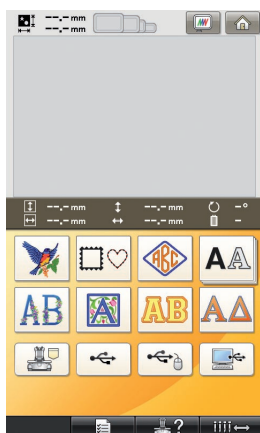 --.- mm
--.- mm
--.- mm --.- mm -°
--.- mm --.- mm -
ABC AA
AB A AB AΔ
?